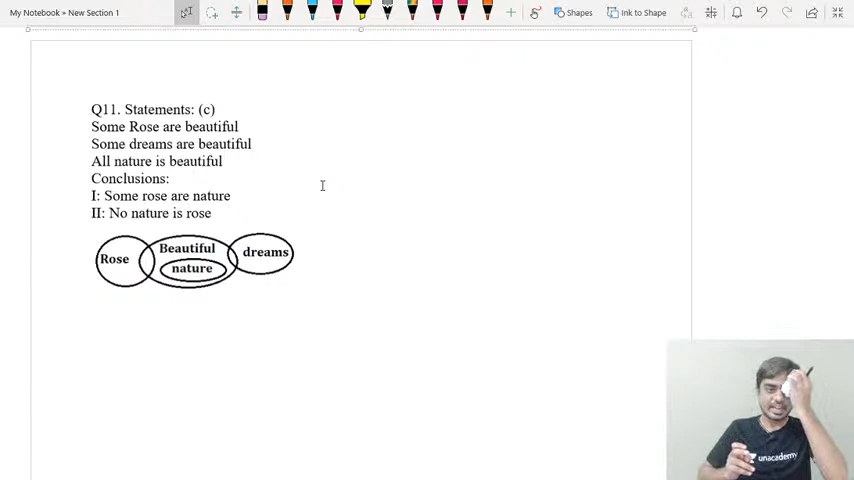 My Notebook » New Section 1
Shapes
Ink to Shape
Q11. Statements: (c)
Some Rose are beautiful
Some dreams are beautiful
All nature is beautiful
Conclusions:
I: Some rose are nature
II: No nature is rose
Rose
Beautiful
nature
dreams
unacademy